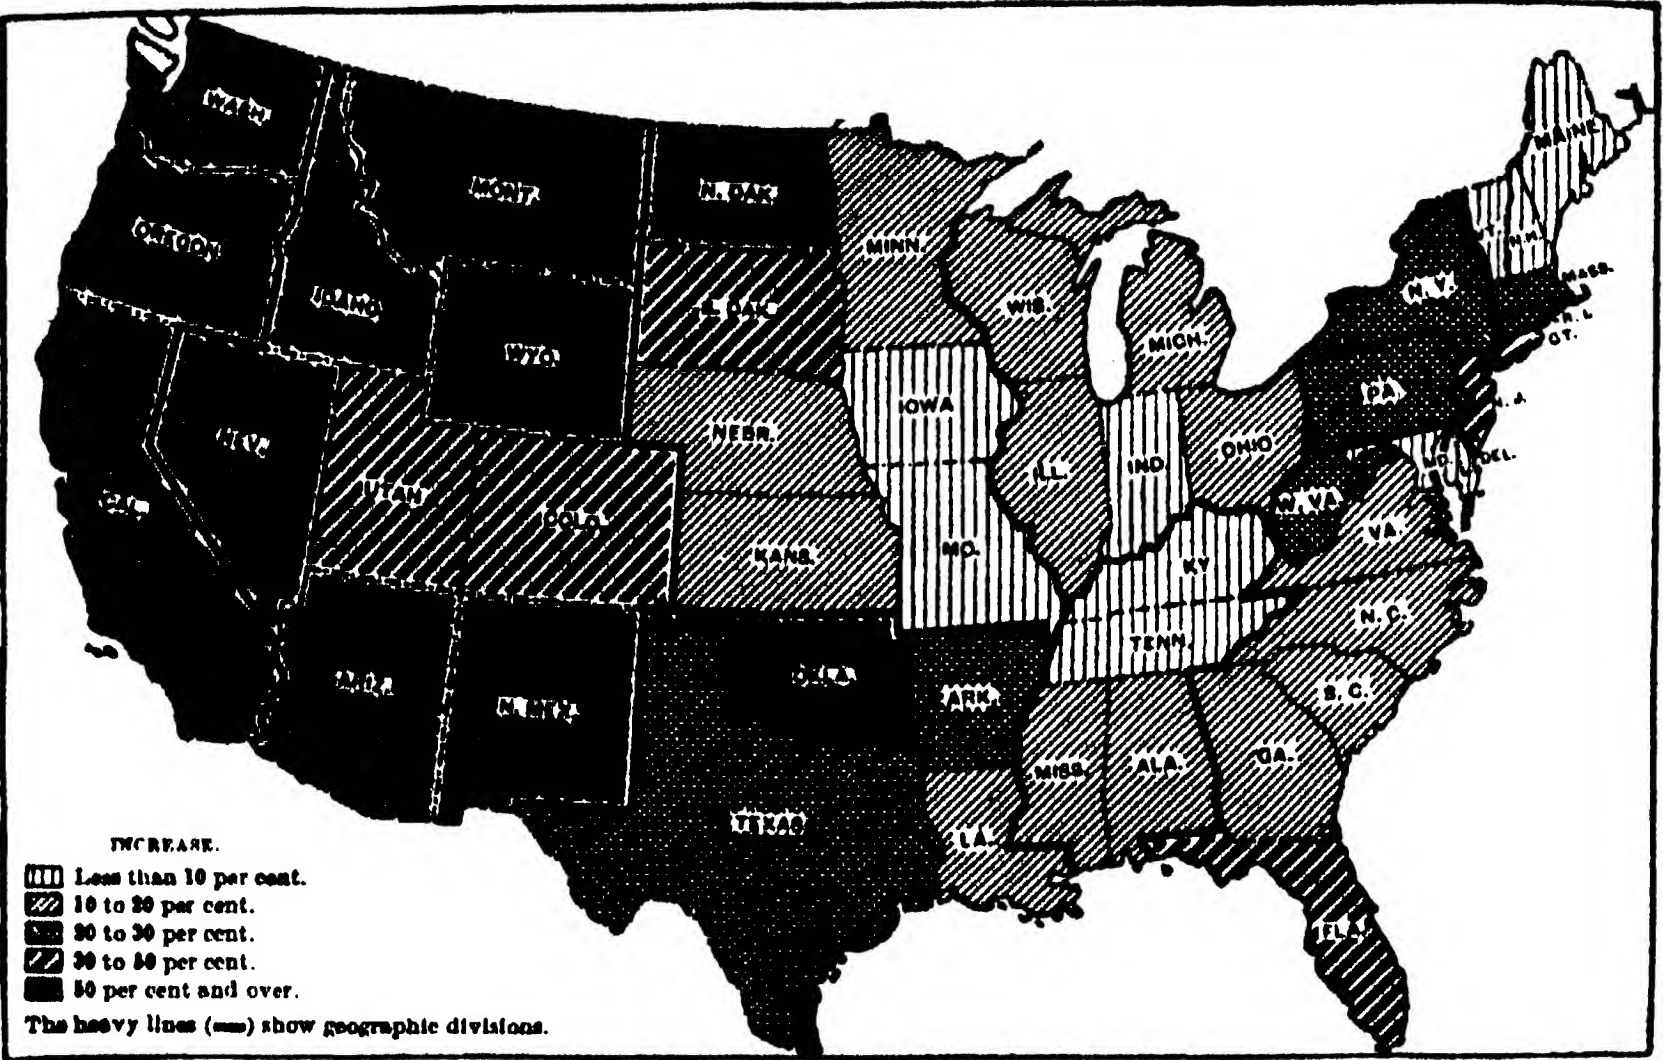 WASH.
MONT.
N. DAK.
OREGON
IDAHO
WYO.
S. DAK.
MINN.
WIS.
MICH.
MAINE
VT.
N.H.
MASS.
R. I.
CT.
N. Y.
NEV.
CAL.
UTAH
COLO.
NEBR.
KANS.
IOWA
MO.
ILL.
IND.
OHIO
PA.
N. J.
DEL.
MD.
W. VA.
VA.
KY.
TENN.
N. C.
S. C.
ARIZ.
N. MEX.
OKLA.
ARK.
TEXAS
LA.
MISS.
ALA.
GA.
FLA.
INCREASE.
Less than 10 per cent.
10 to 20 per cent.
20 to 30 per cent.
30 to 50 per cent.
50 per cent and over.
The heavy lines (▬) show geographic divisions.